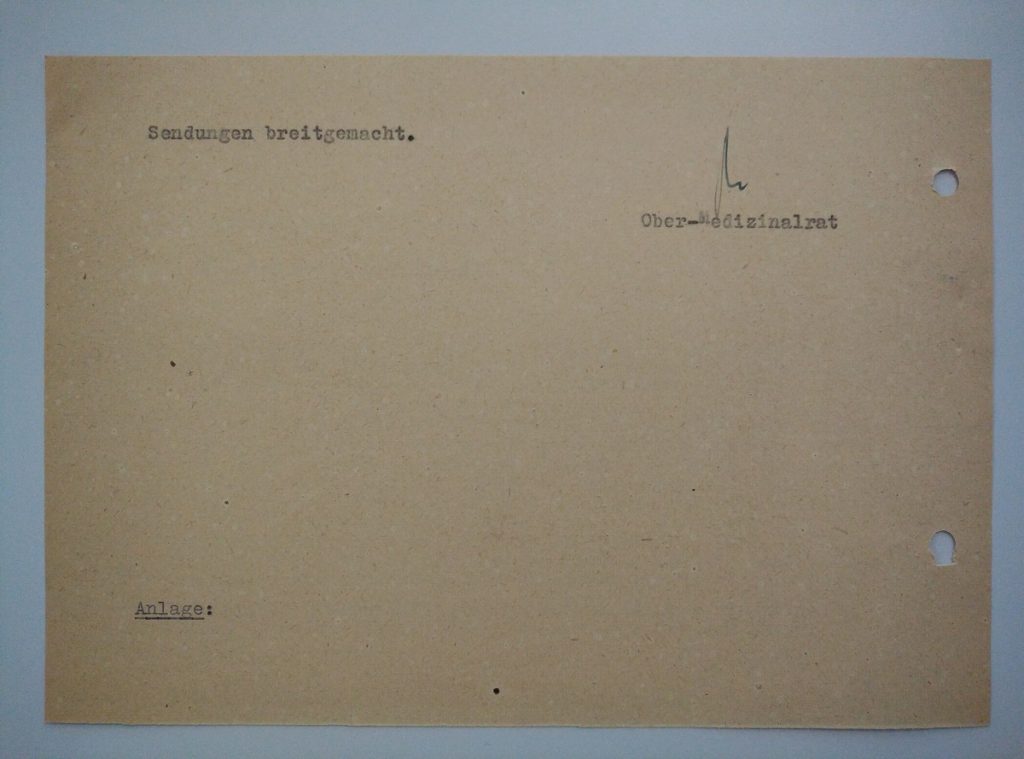 Sendungen breitgemacht.
Ober-Medizinalrat
Anlage: